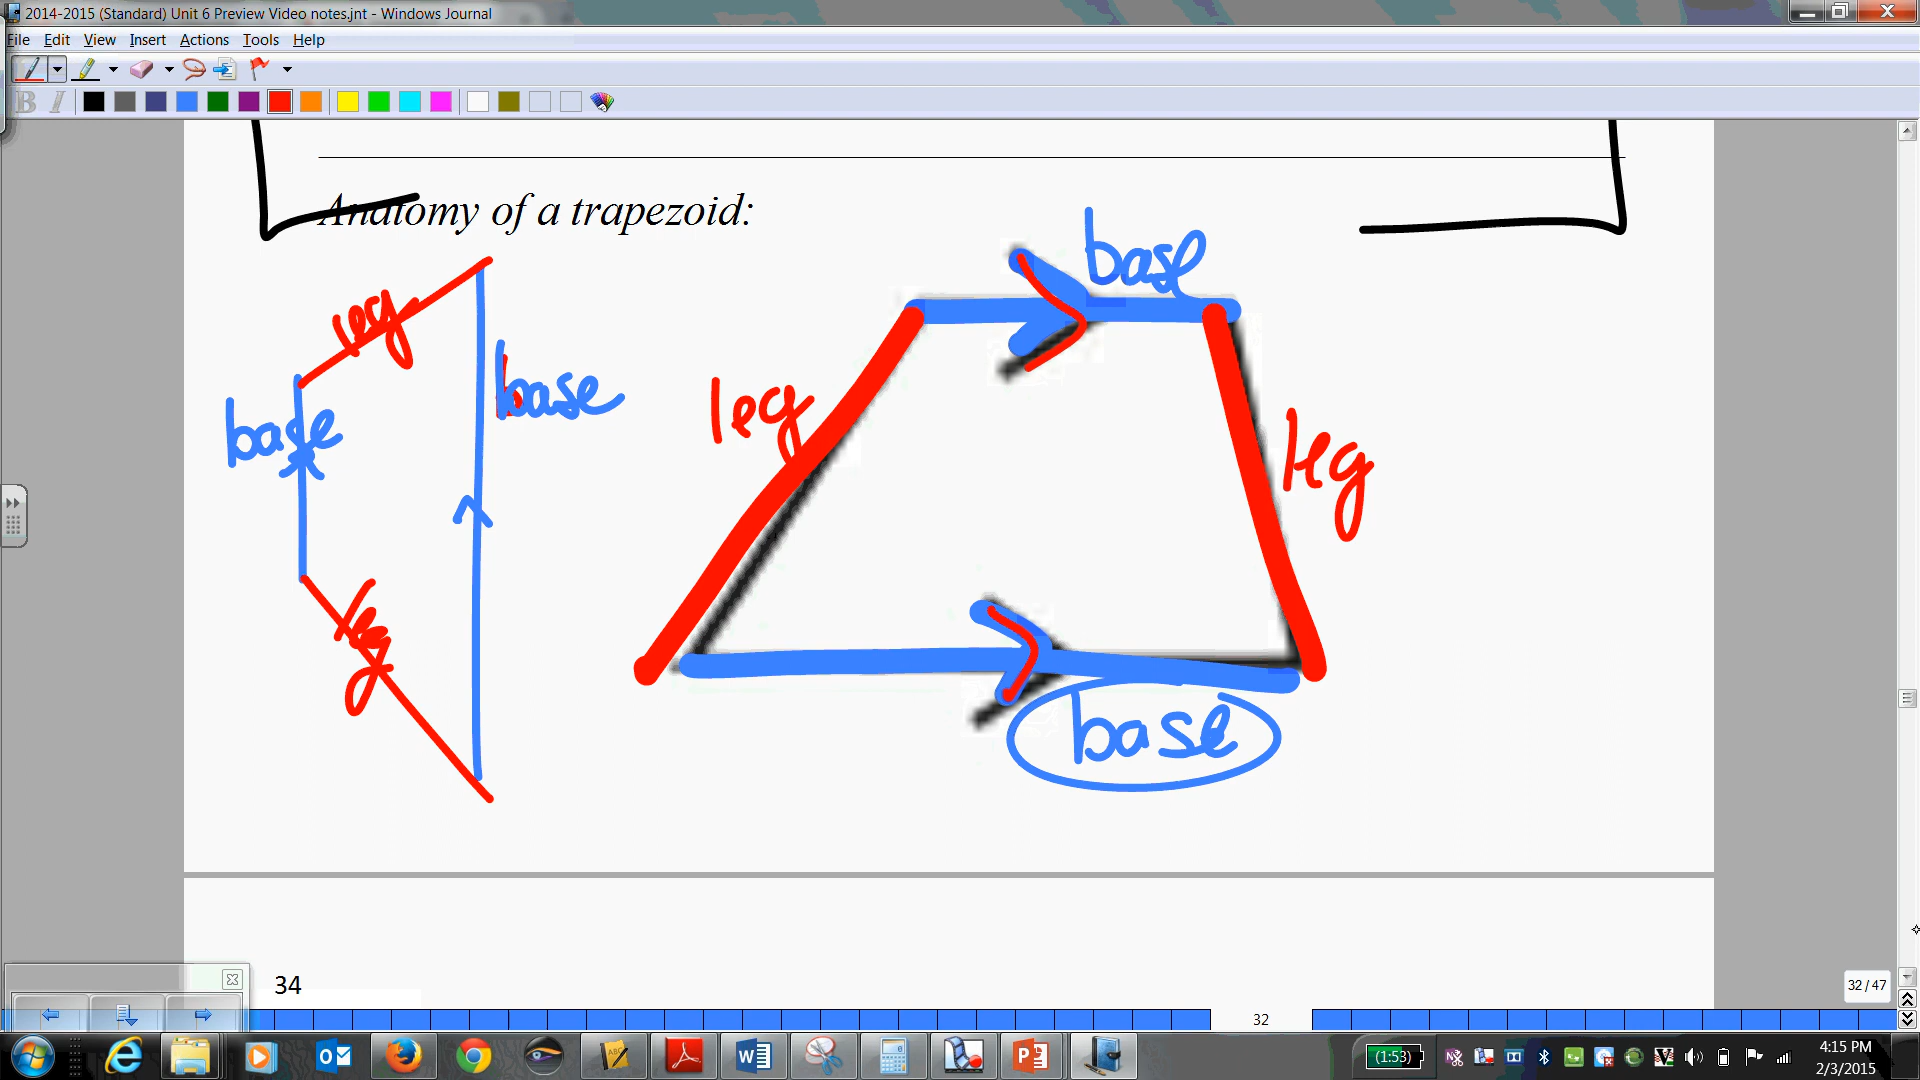 2014-2015 (Standard) Unit 6 Preview Video notes.jnt - Windows Journal
File Edit View Insert Actions Tools Help
B I
Anatomy of a trapezoid:
base
leg
base
base
leg
leg
leg
base
34
32 / 47
32
(1:53)
4:15 PM
2/3/2015